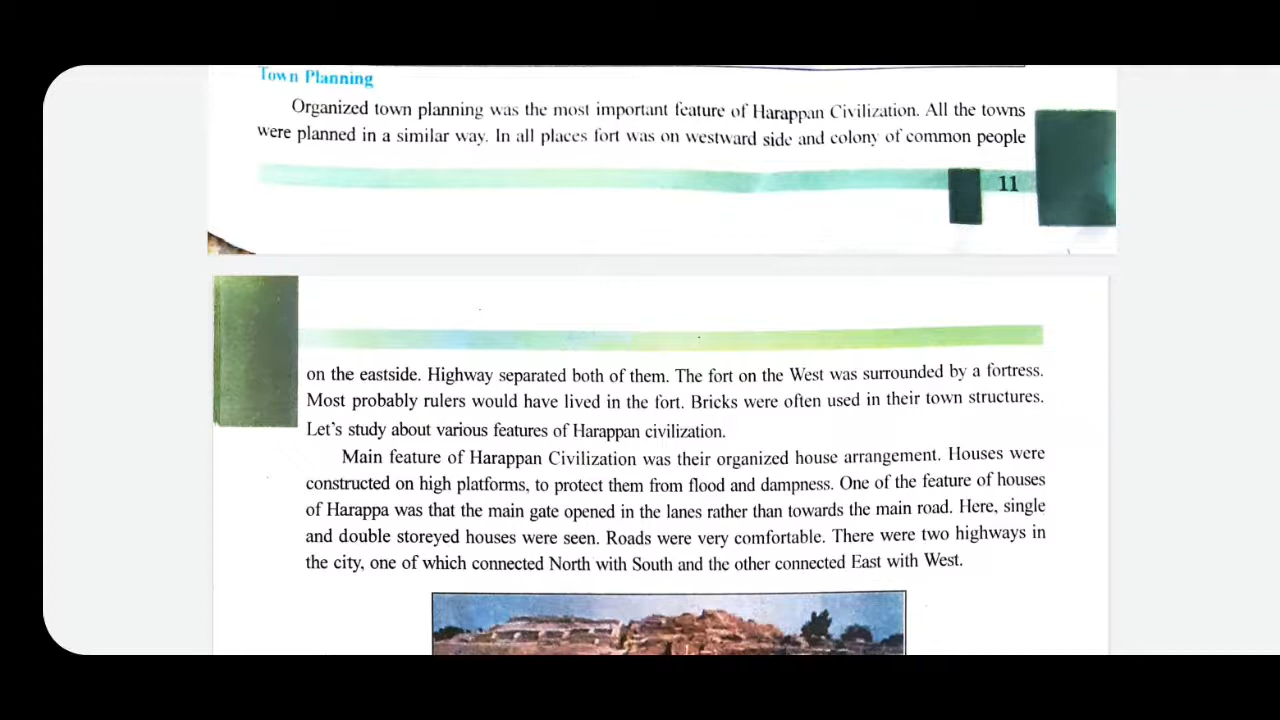 Town Planning
Organized town planning was the most important feature of Harappan Civilization. All the towns
were planned in a similar way. In all places fort was on westward side and colony of common people
11
on the eastside. Highway separated both of them. The fort on the West was surrounded by a fortress.
Most probably rulers would have lived in the fort. Bricks were often used in their town structures.
Let's study about various features of Harappan civilization.
Main feature of Harappan Civilization was their organized house arrangement. Houses were
constructed on high platforms, to protect them from flood and dampness. One of the feature of houses
of Harappa was that the main gate opened in the lanes rather than towards the main road. Here, single
and double storeyed houses were seen. Roads were very comfortable. There were two highways in
the city, one of which connected North with South and the other connected East with West.